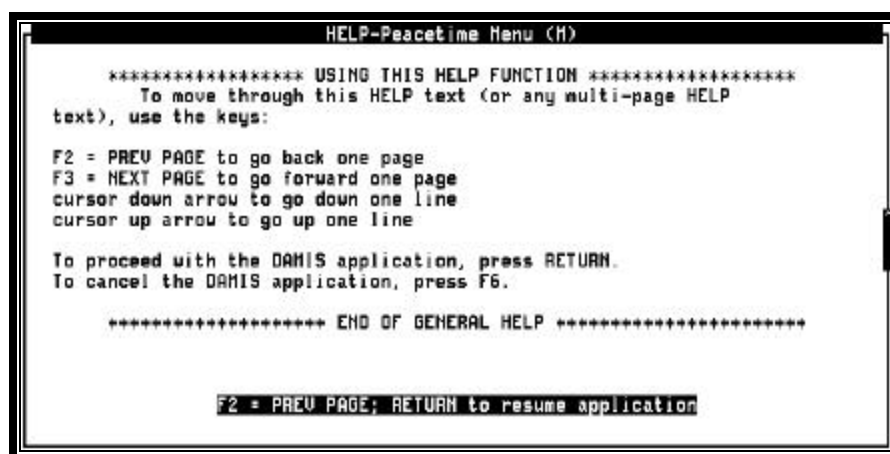 HELP-Peacetime Menu (M)
****************** USING THIS HELP FUNCTION *******************
To move through this HELP text (or any multi-page HELP
text), use the keys:
F2 = PREV PAGE to go back one page
F3 = NEXT PAGE to go forward one page
cursor down arrow to go down one line
cursor up arrow to go up one line
To proceed with the DAMIS application, press RETURN.
To cancel the DAMIS application, press F6.
******************** END OF GENERAL HELP ***********************
F2 = PREV PAGE; RETURN to resume application